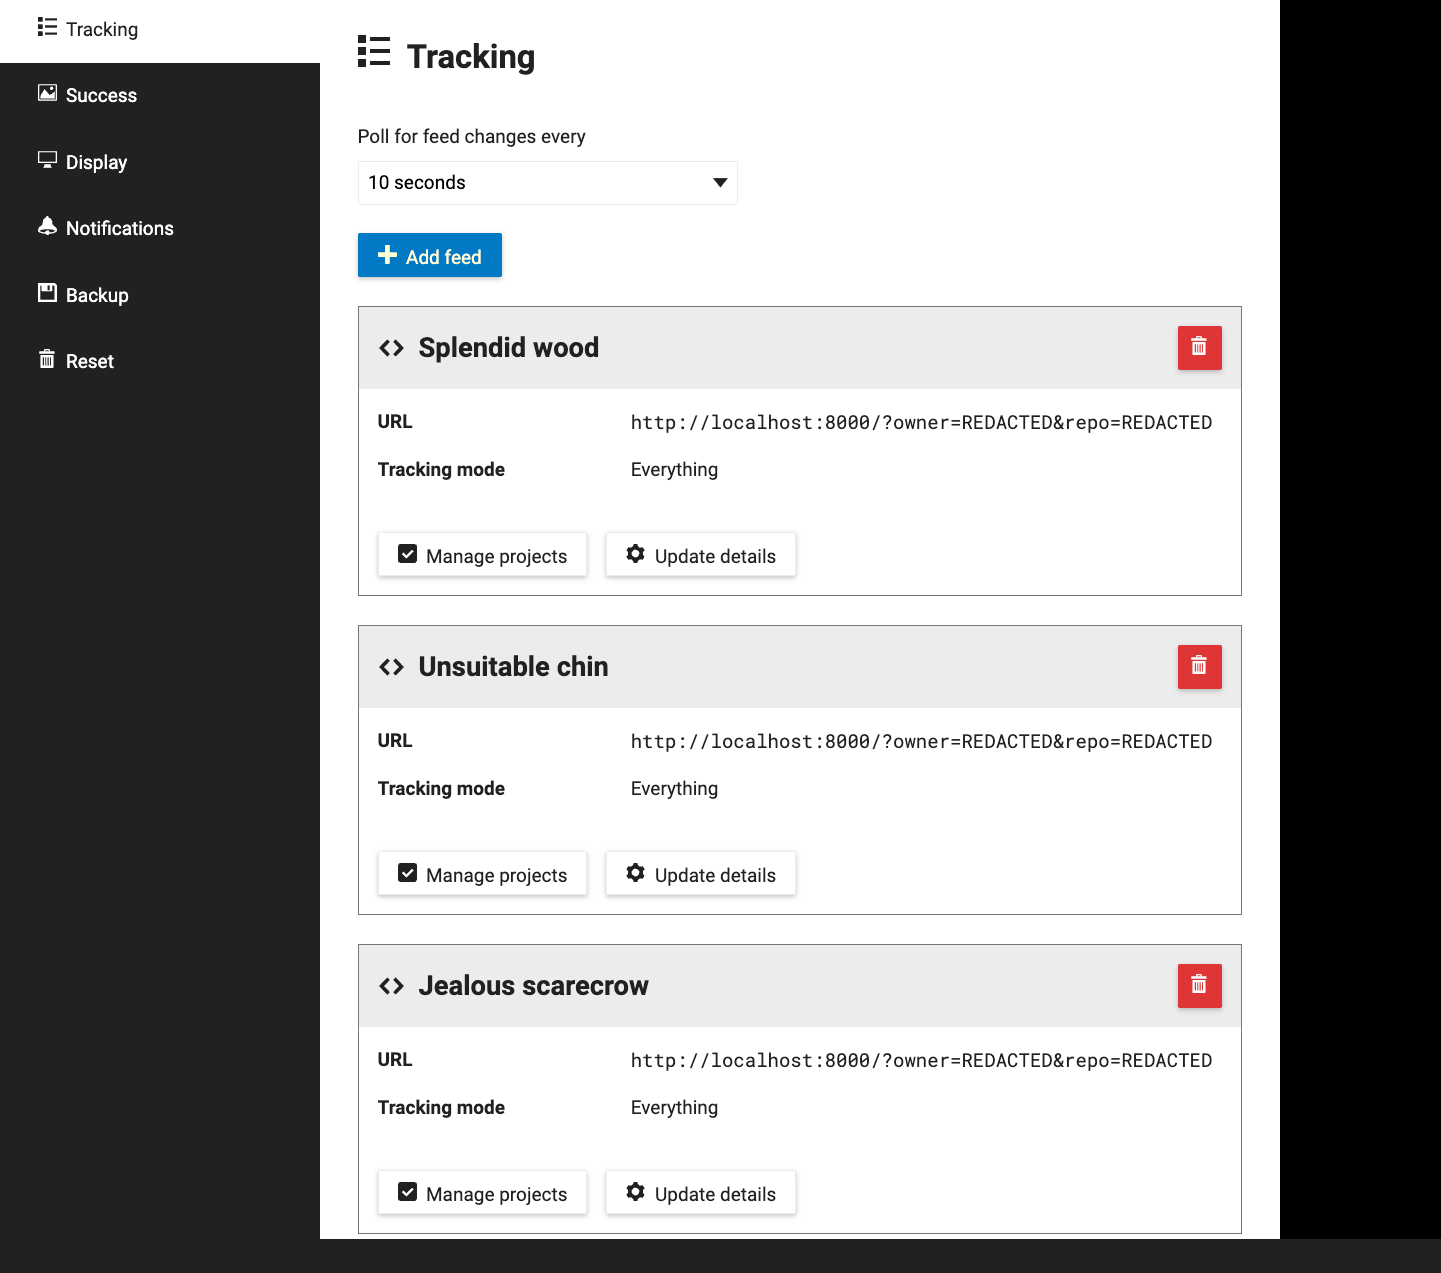 Tracking
Success
Display
Notifications
Backup
Reset
Tracking
Poll for feed changes every
10 seconds
Add feed
Splendid wood
URL http://localhost:8000/?owner=REDACTED&repo=REDACTED
Tracking mode Everything
Manage projects Update details
Unsuitable chin
URL http://localhost:8000/?owner=REDACTED&repo=REDACTED
Tracking mode Everything
Manage projects Update details
Jealous scarecrow
URL http://localhost:8000/?owner=REDACTED&repo=REDACTED
Tracking mode Everything
Manage projects Update details